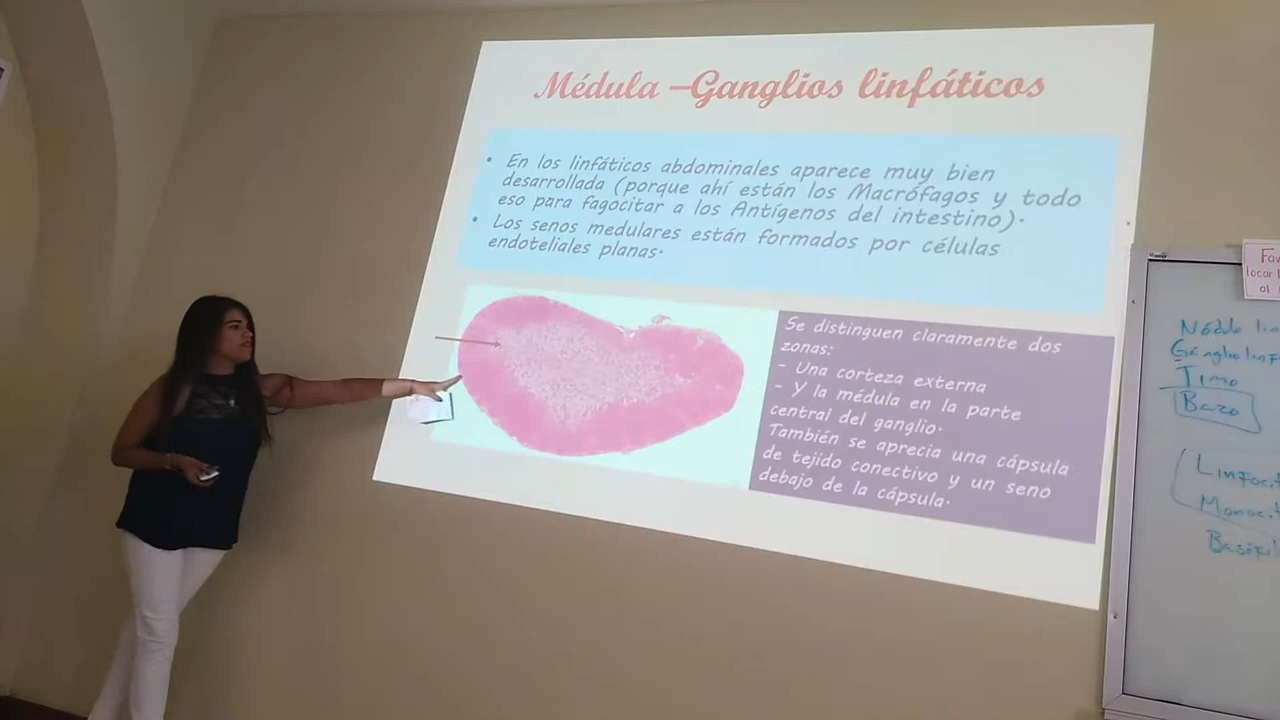 Médula –Ganglios linfáticos
• En los linfáticos abdominales aparece muy bien
desarrollada (porque ahí están los Macrófagos y todo
eso para fagocitar a los Antígenos del intestino).
• Los senos medulares están formados por células
endoteliales planas.
Se distinguen claramente dos
zonas:
- Una corteza externa
- Y la médula en la parte
central del ganglio.
También se aprecia una cápsula
de tejido conectivo y un seno
debajo de la cápsula.
al
Timo
Bazo